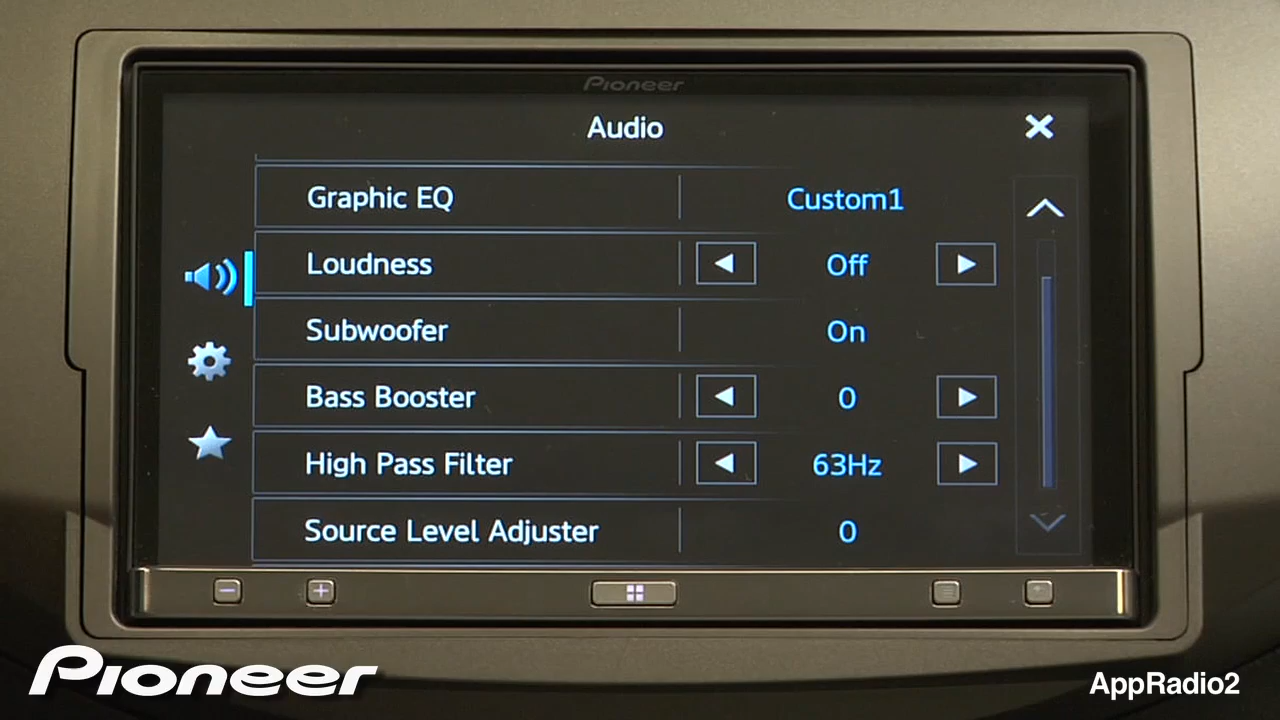 Pioneer
Audio
Graphic EQ Custom1
Loudness Off
Subwoofer On
Bass Booster 0
High Pass Filter 63Hz
Source Level Adjuster 0
Pioneer
AppRadio2